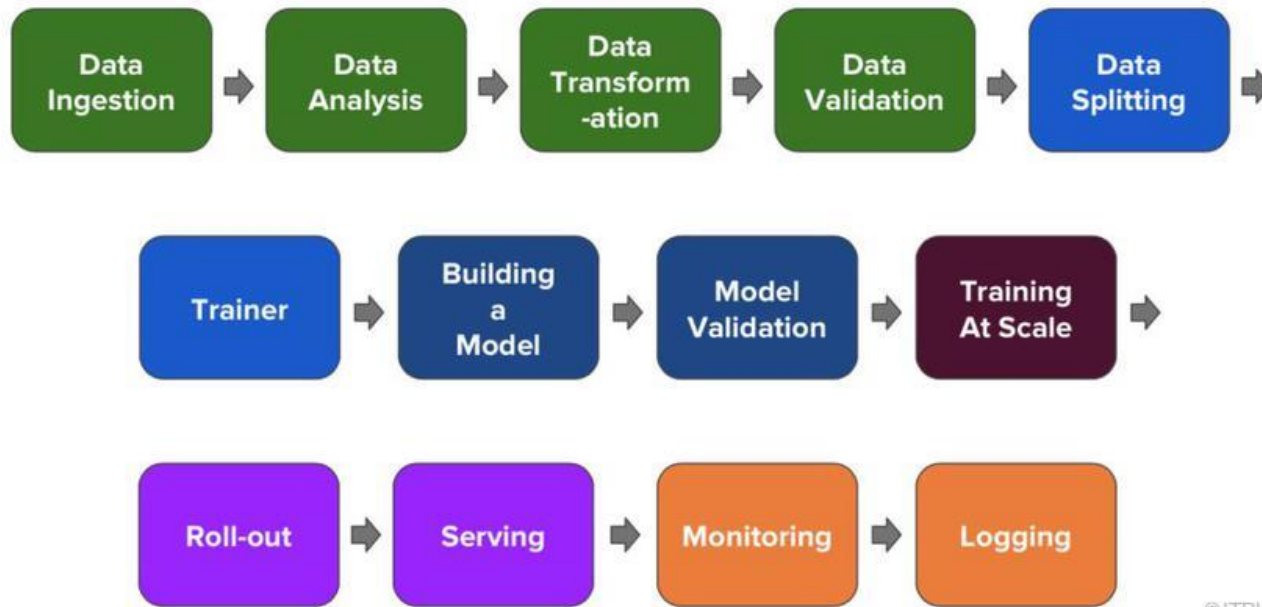 Data
Ingestion
Data
Analysis
Data
Transform
-ation
Data
Validation
Data
Splitting
Trainer
Building
a
Model
Model
Validation
Training
At Scale
Roll-out
Serving
Monitoring
Logging